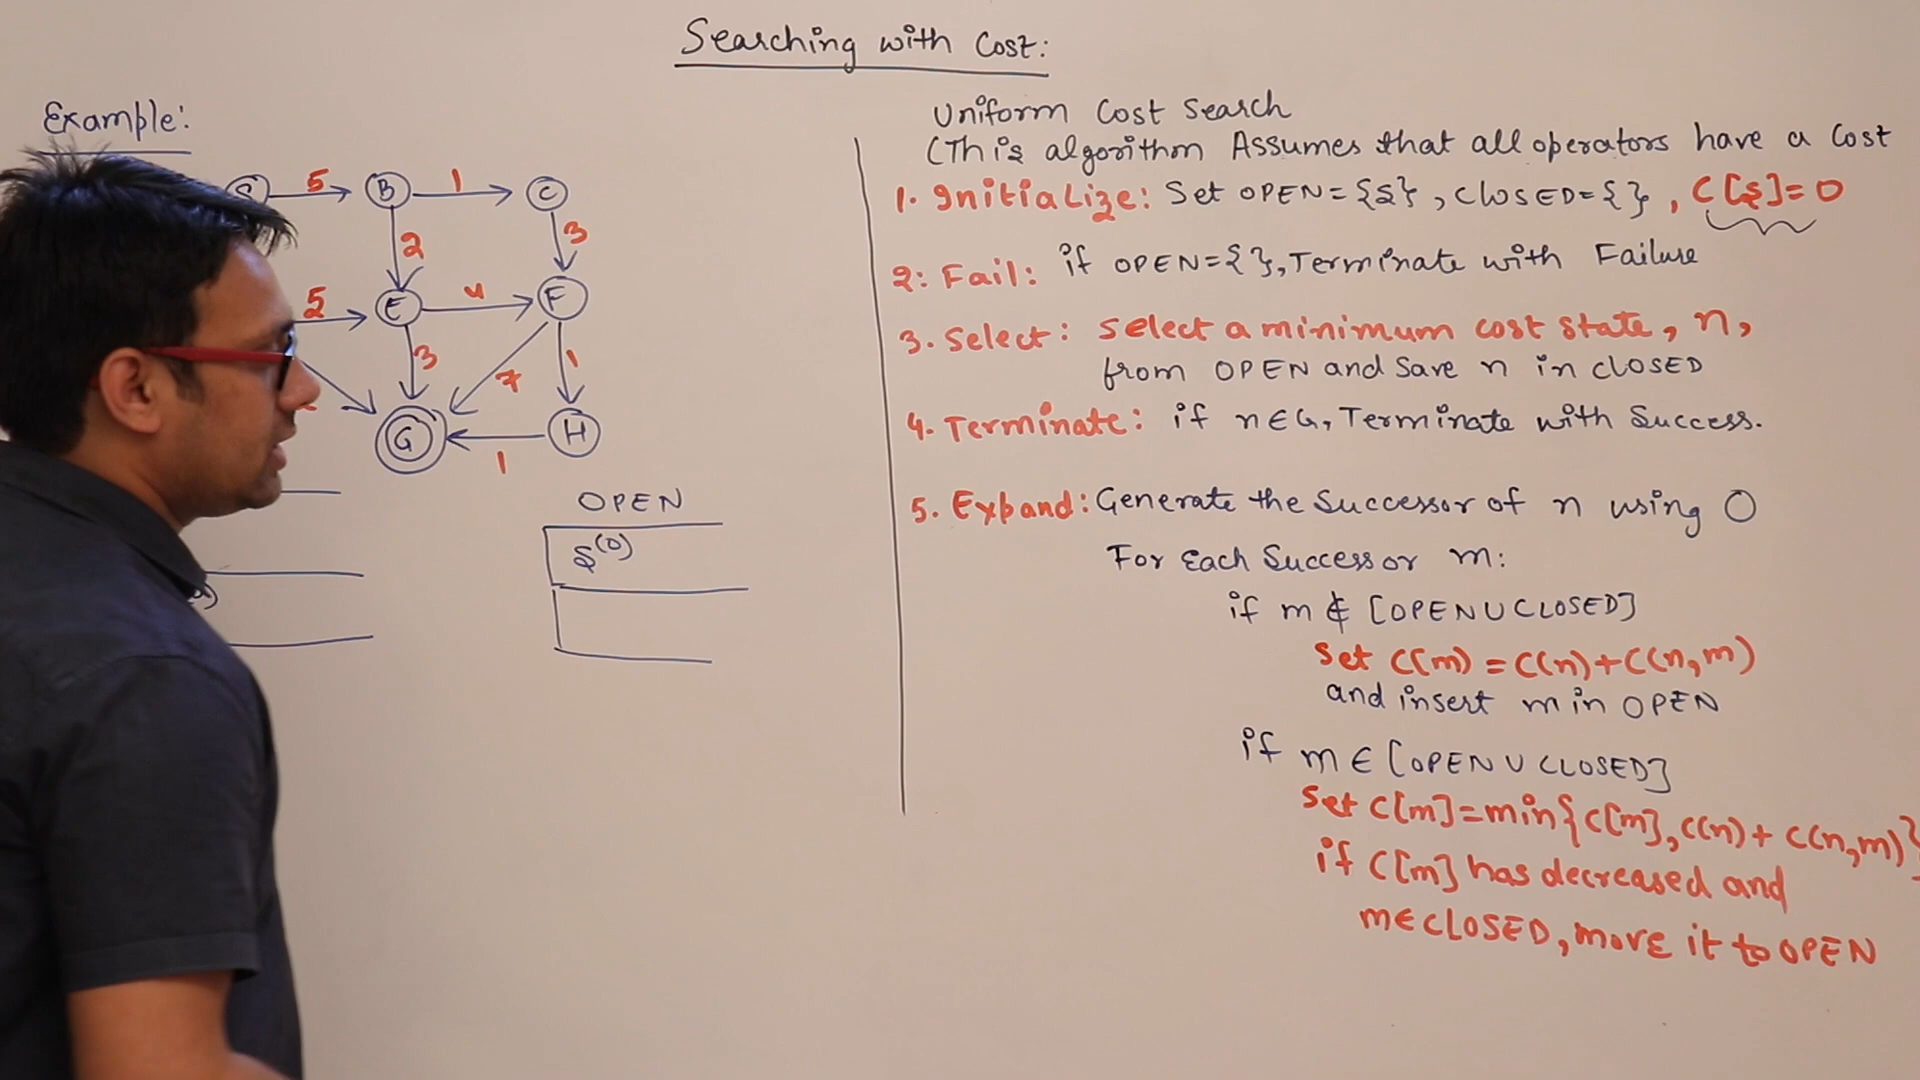 Searching with Cost:
Example:
5 B 1 C
2 3
5 E 4 F
3 7 1
G 1 H
OPEN
S(0)
Uniform Cost Search
(This algorithm Assumes that all operators have a Cost
1. Initialize: Set OPEN={S}, CLOSED={}, C[S]=0
2: Fail: if OPEN={}, Terminate with Failure
3. Select: Select a minimum cost state, n,
from OPEN and Save n in CLOSED
4. Terminate: if n∈G, Terminate with Success.
5. Expand: Generate the Successor of n using O
For Each Successor m:
if m ∉ [OPEN ∪ CLOSED]
Set C(m) = C(n)+C(n,m)
and insert m in OPEN
if m ∈ [OPEN ∪ CLOSED]
Set C[m]=min{C[m],C(n)+C(n,m)}
if C[m] has decreased and
m∈CLOSED, move it to OPEN